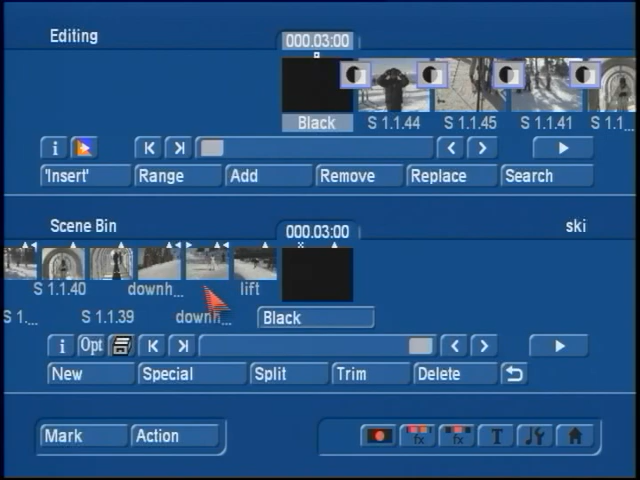 Editing
000.03:00
Black S 1.1.44 S 1.1.45 S 1.1.41 S 1.1...
i
'Insert' Range Add Remove Replace Search
Scene Bin 000.03:00 ski
S 1.1.40 downh... lift
S 1.... S 1.1.39 downh... Black
i Opt
New Special Split Trim Delete
Mark Action fx fx T